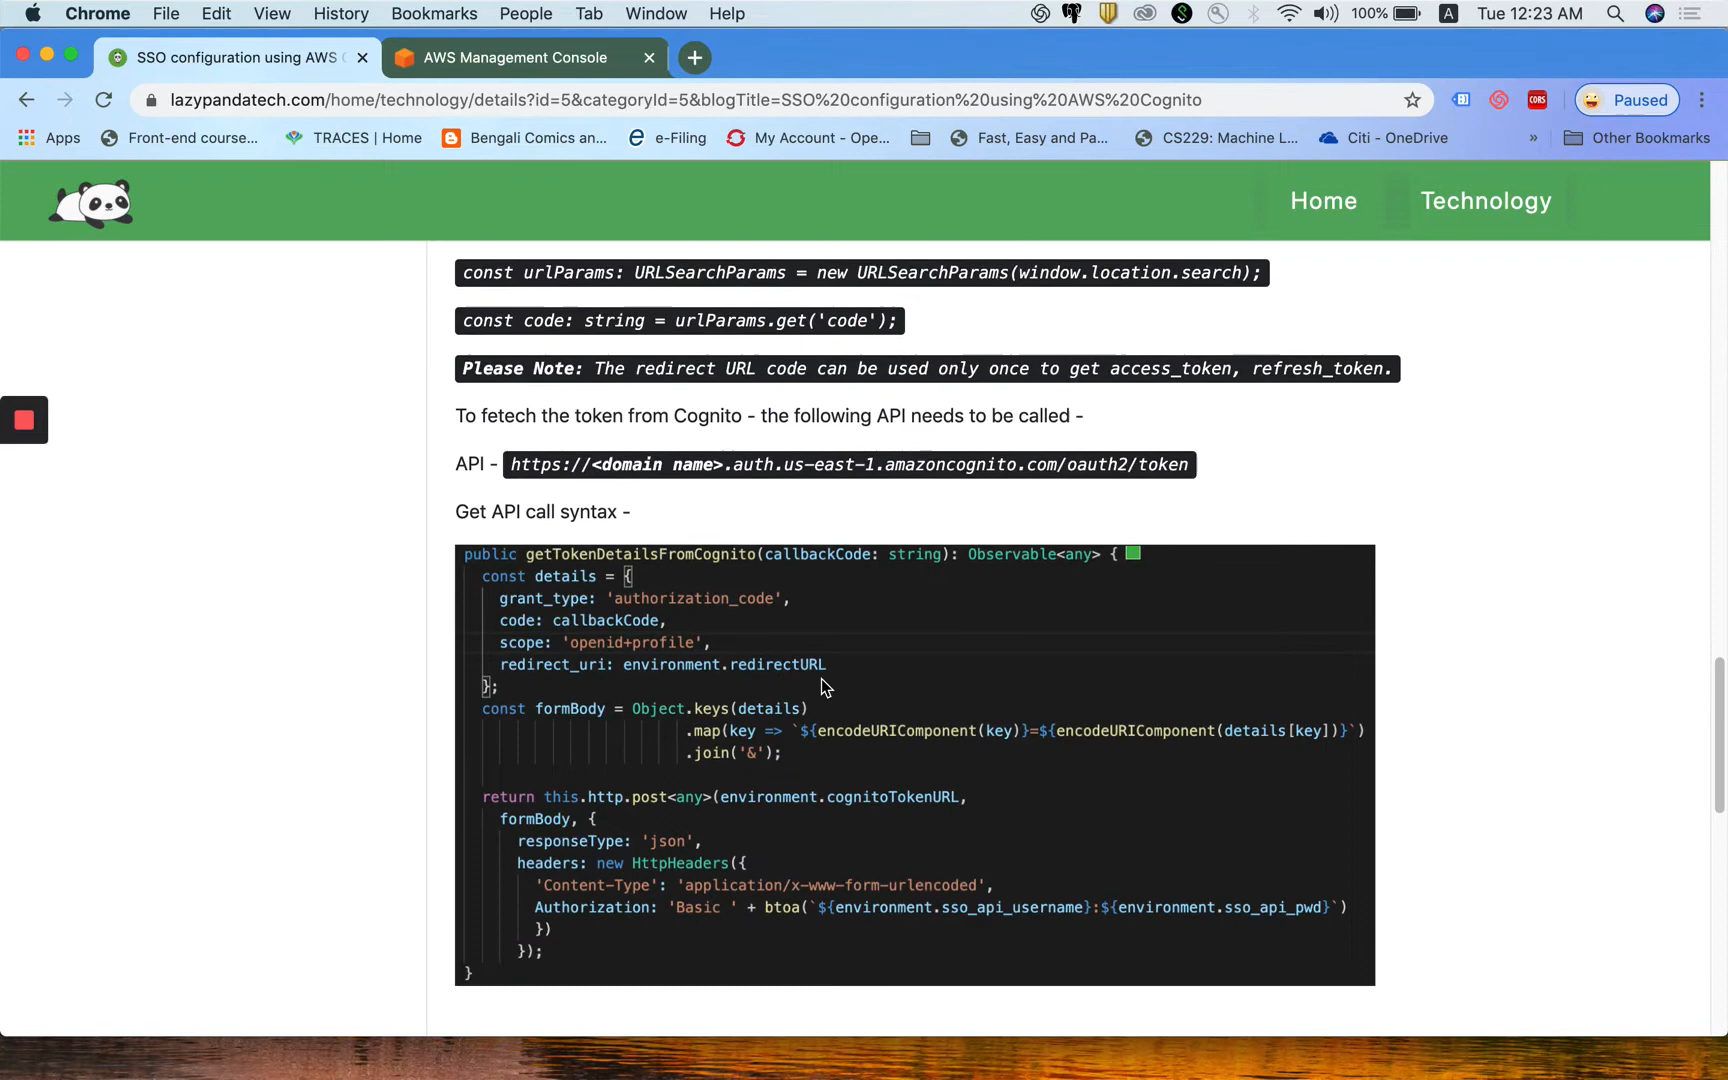 Chrome File Edit View History Bookmarks People Tab Window Help 100% A Tue 12:23 AM
SSO configuration using AWS C AWS Management Console
lazypandatech.com/home/technology/details?id=5&categoryId=5&blogTitle=SSO%20configuration%20using%20AWS%20Cognito CORS Paused
Apps Front-end course... TRACES | Home Bengali Comics an... e-Filing My Account - Ope... Fast, Easy and Pa... CS229: Machine L... Citi - OneDrive » Other Bookmarks
Home Technology
const urlParams: URLSearchParams = new URLSearchParams(window.location.search);
const code: string = urlParams.get('code');
Please Note: The redirect URL code can be used only once to get access_token, refresh_token.
To fetech the token from Cognito - the following API needs to be called -
API - https://<domain name>.auth.us-east-1.amazoncognito.com/oauth2/token
Get API call syntax -
public getTokenDetailsFromCognito(callbackCode: string): Observable<any> {
const details = {
grant_type: 'authorization_code',
code: callbackCode,
scope: 'openid+profile',
redirect_uri: environment.redirectURL
};
const formBody = Object.keys(details)
.map(key => `${encodeURIComponent(key)}=${encodeURIComponent(details[key])}`)
.join('&');
return this.http.post<any>(environment.cognitoTokenURL,
formBody, {
responseType: 'json',
headers: new HttpHeaders({
'Content-Type': 'application/x-www-form-urlencoded',
Authorization: 'Basic ' + btoa(`${environment.sso_api_username}:${environment.sso_api_pwd}`)
})
});
}